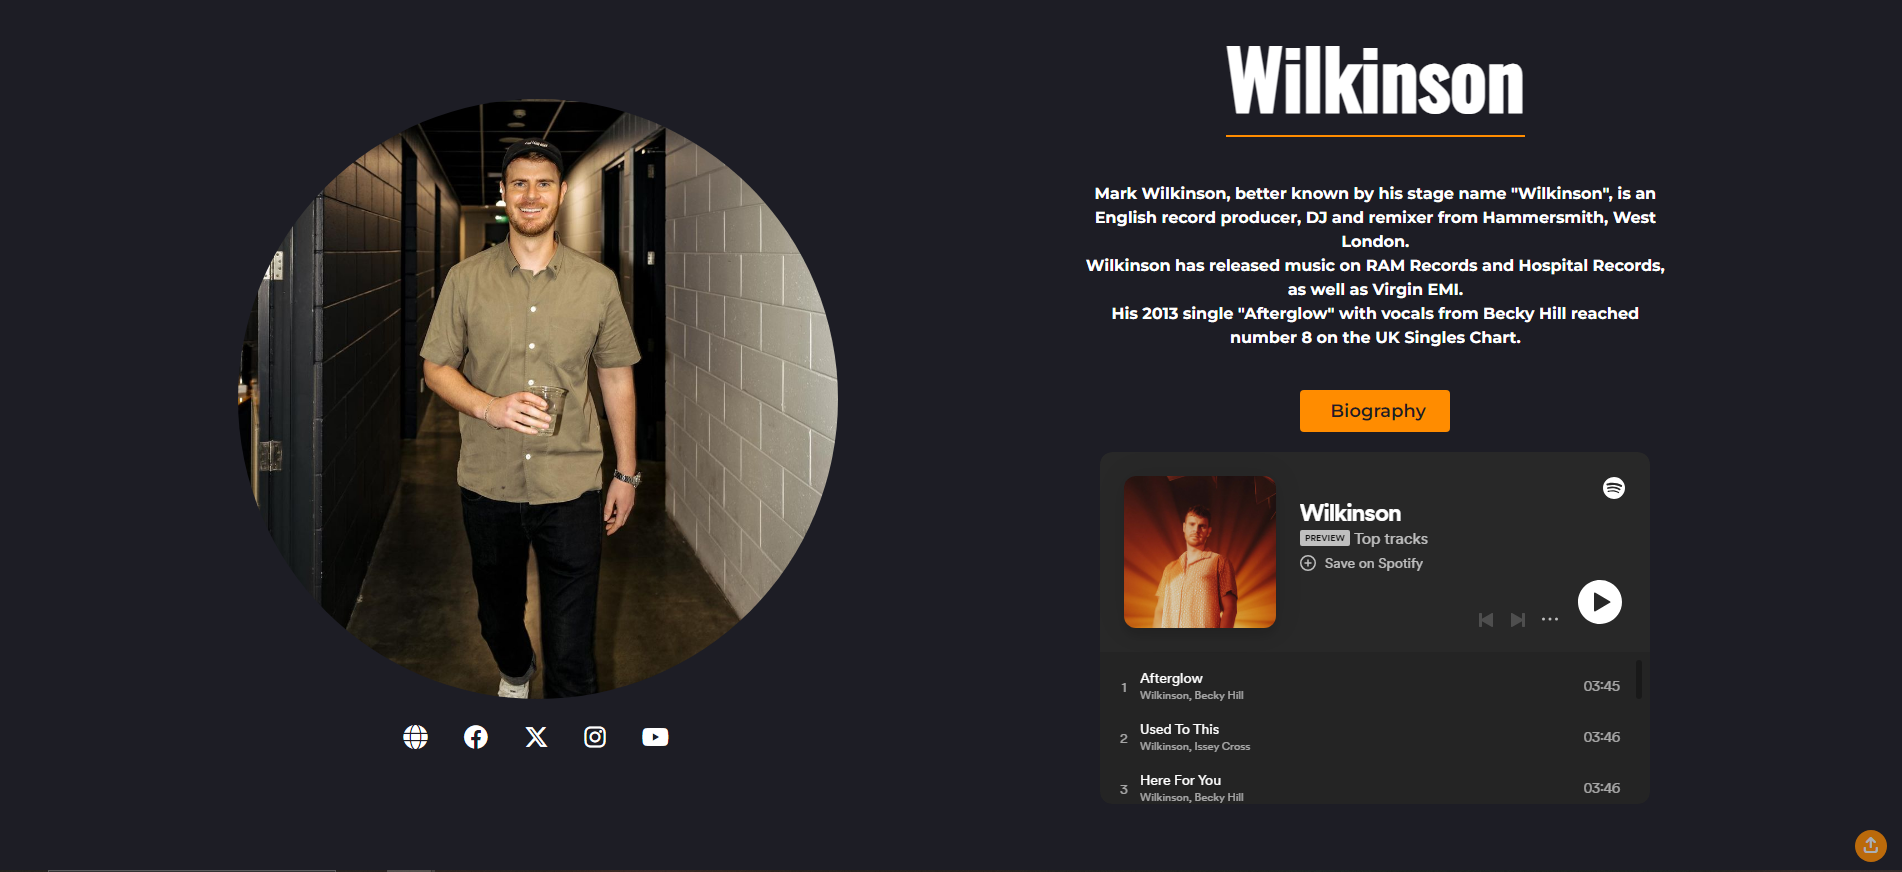 Wilkinson
Mark Wilkinson, better known by his stage name "Wilkinson", is an
English record producer, DJ and remixer from Hammersmith, West
London.
Wilkinson has released music on RAM Records and Hospital Records,
as well as Virgin EMI.
His 2013 single "Afterglow" with vocals from Becky Hill reached
number 8 on the UK Singles Chart.
Biography
Wilkinson
PREVIEW Top tracks
Save on Spotify
1 Afterglow 03:45
Wilkinson, Becky Hill
2 Used To This 03:46
Wilkinson, Issey Cross
3 Here For You 03:46
Wilkinson, Becky Hill